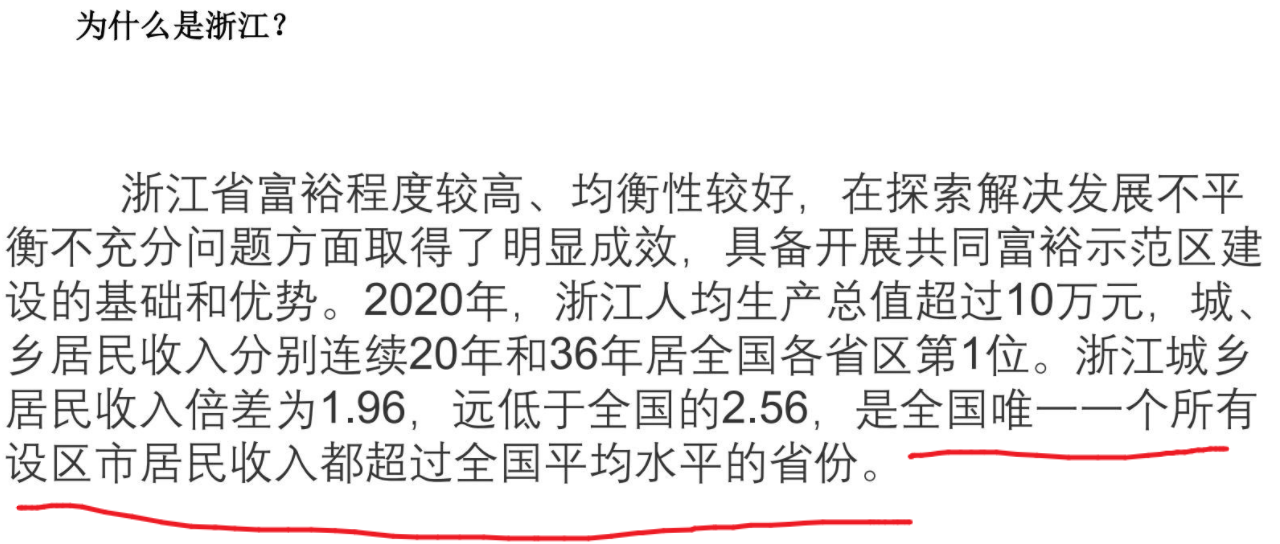 为什么是浙江？
浙江省富裕程度较高、均衡性较好，在探索解决发展不平
衡不充分问题方面取得了明显成效，具备开展共同富裕示范区建
设的基础和优势。2020年，浙江人均生产总值超过10万元，城、
乡居民收入分别连续20年和36年居全国各省区第1位。浙江城乡
居民收入倍差为1.96，远低于全国的2.56，是全国唯一一个所有
设区市居民收入都超过全国平均水平的省份。